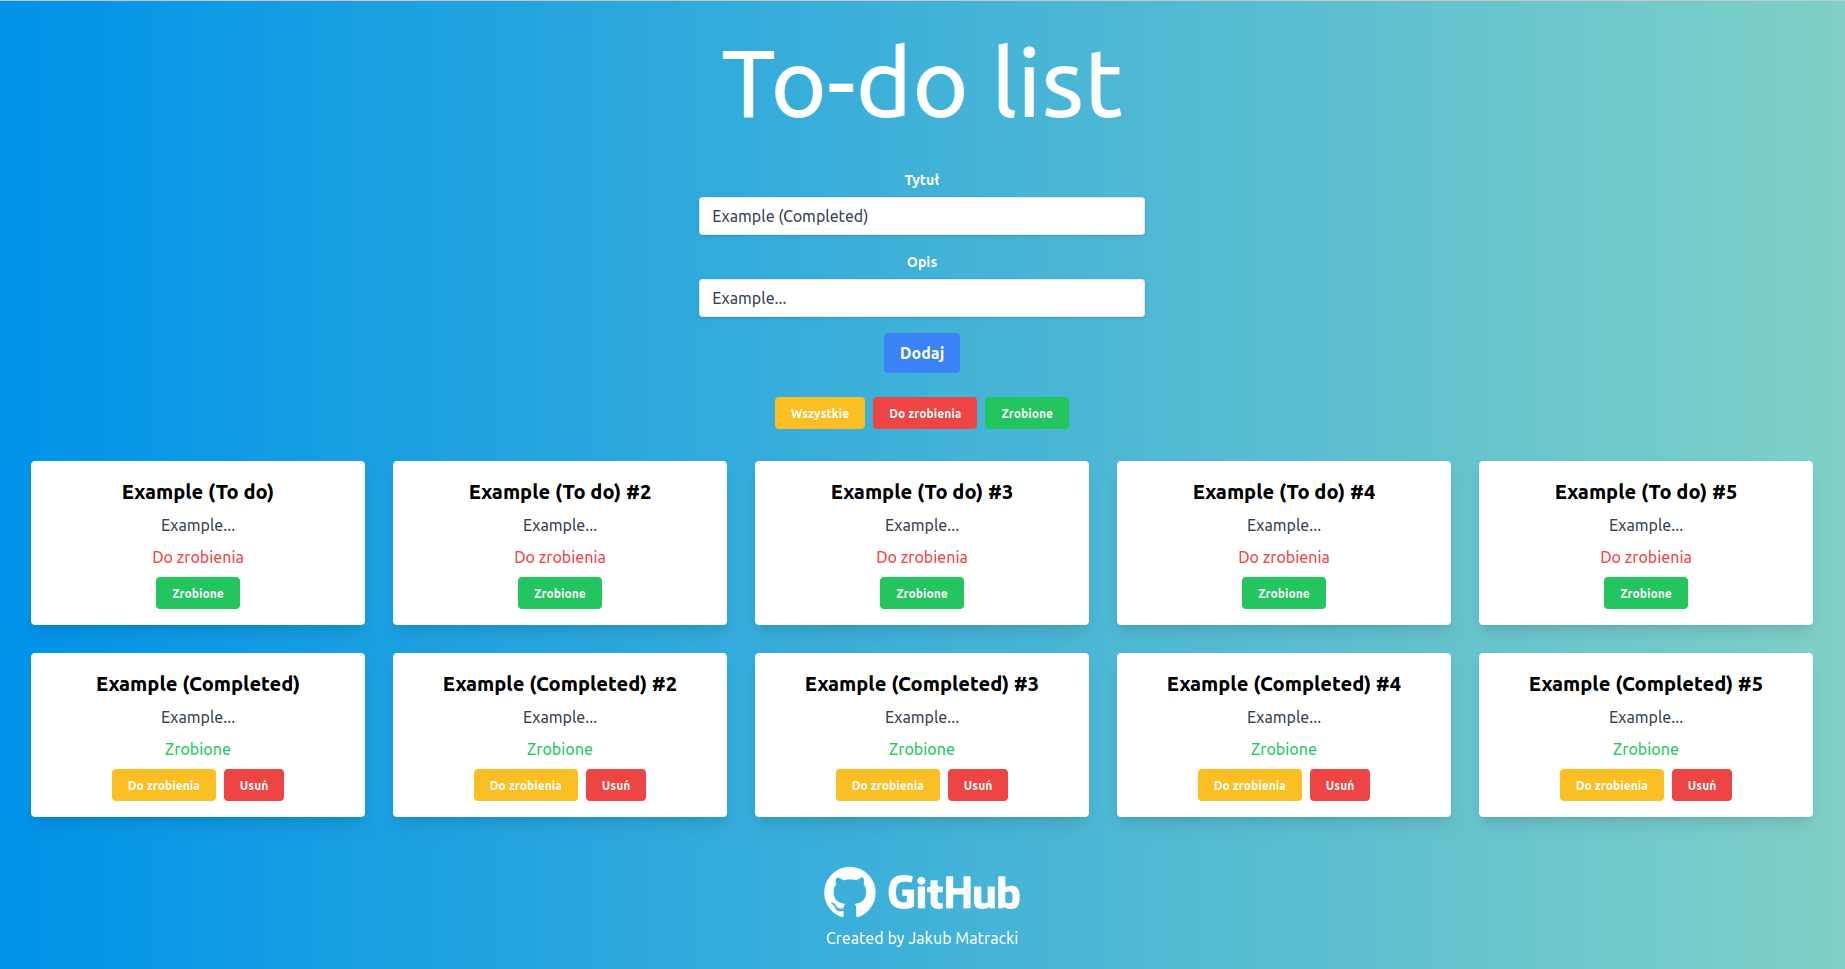 To-do list
Tytuł
Example (Completed)
Opis
Example...
Dodaj
Wszystkie Do zrobienia Zrobione
Example (To do) Example (To do) #2 Example (To do) #3 Example (To do) #4 Example (To do) #5
Example... Example... Example... Example... Example...
Do zrobienia Do zrobienia Do zrobienia Do zrobienia Do zrobienia
Zrobione Zrobione Zrobione Zrobione Zrobione
Example (Completed) Example (Completed) #2 Example (Completed) #3 Example (Completed) #4 Example (Completed) #5
Example... Example... Example... Example... Example...
Zrobione Zrobione Zrobione Zrobione Zrobione
Do zrobienia Usuń Do zrobienia Usuń Do zrobienia Usuń Do zrobienia Usuń Do zrobienia Usuń
GitHub
Created by Jakub Matracki